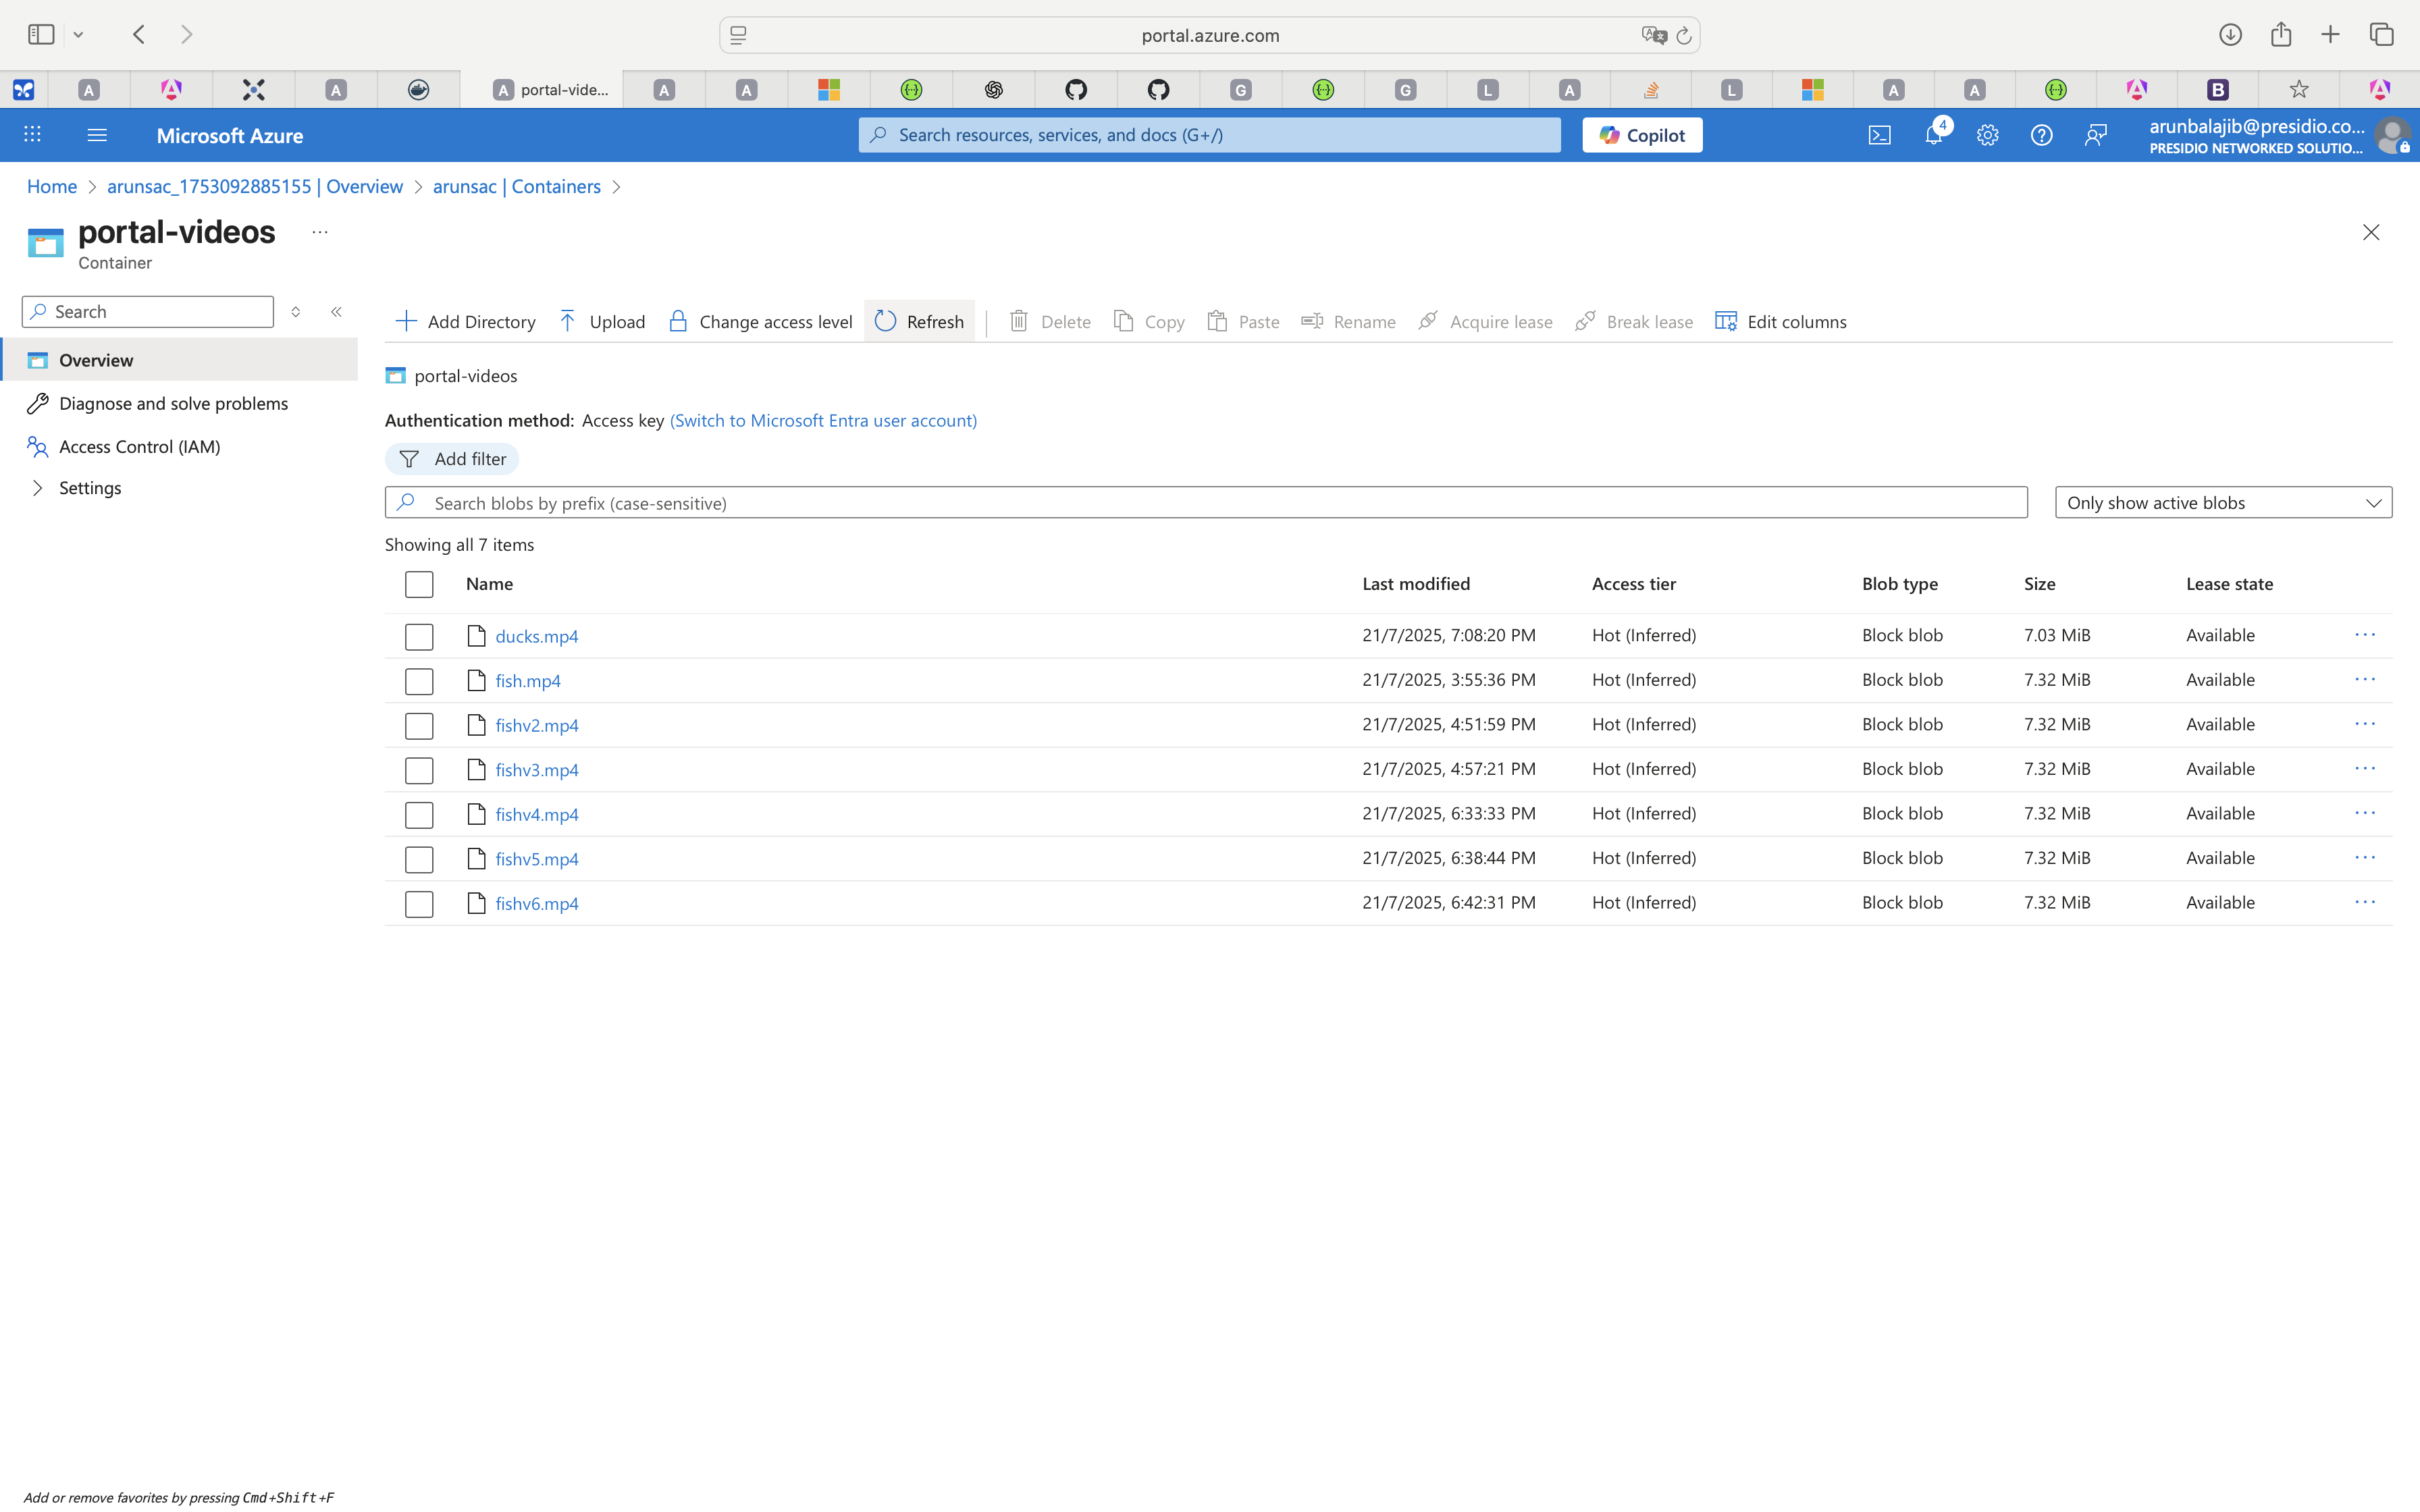 portal.azure.com
A
A
A portal-vide...
A
A
G
G
L
A
L
A
A
B
Microsoft Azure
Search resources, services, and docs (G+/)
Copilot
4
arunbalajib@presidio.co...
PRESIDIO NETWORKED SOLUTIO...
Home > arunsac_1753092885155 | Overview > arunsac | Containers >
portal-videos ...
Container
Search
Add Directory Upload Change access level Refresh Delete Copy Paste Rename Acquire lease Break lease Edit columns
Overview
Diagnose and solve problems
Access Control (IAM)
Settings
portal-videos
Authentication method: Access key (Switch to Microsoft Entra user account)
Add filter
Search blobs by prefix (case-sensitive)
Only show active blobs
Showing all 7 items
Name Last modified Access tier Blob type Size Lease state
ducks.mp4 21/7/2025, 7:08:20 PM Hot (Inferred) Block blob 7.03 MiB Available ...
fish.mp4 21/7/2025, 3:55:36 PM Hot (Inferred) Block blob 7.32 MiB Available ...
fishv2.mp4 21/7/2025, 4:51:59 PM Hot (Inferred) Block blob 7.32 MiB Available ...
fishv3.mp4 21/7/2025, 4:57:21 PM Hot (Inferred) Block blob 7.32 MiB Available ...
fishv4.mp4 21/7/2025, 6:33:33 PM Hot (Inferred) Block blob 7.32 MiB Available ...
fishv5.mp4 21/7/2025, 6:38:44 PM Hot (Inferred) Block blob 7.32 MiB Available ...
fishv6.mp4 21/7/2025, 6:42:31 PM Hot (Inferred) Block blob 7.32 MiB Available ...
Add or remove favorites by pressing Cmd+Shift+F